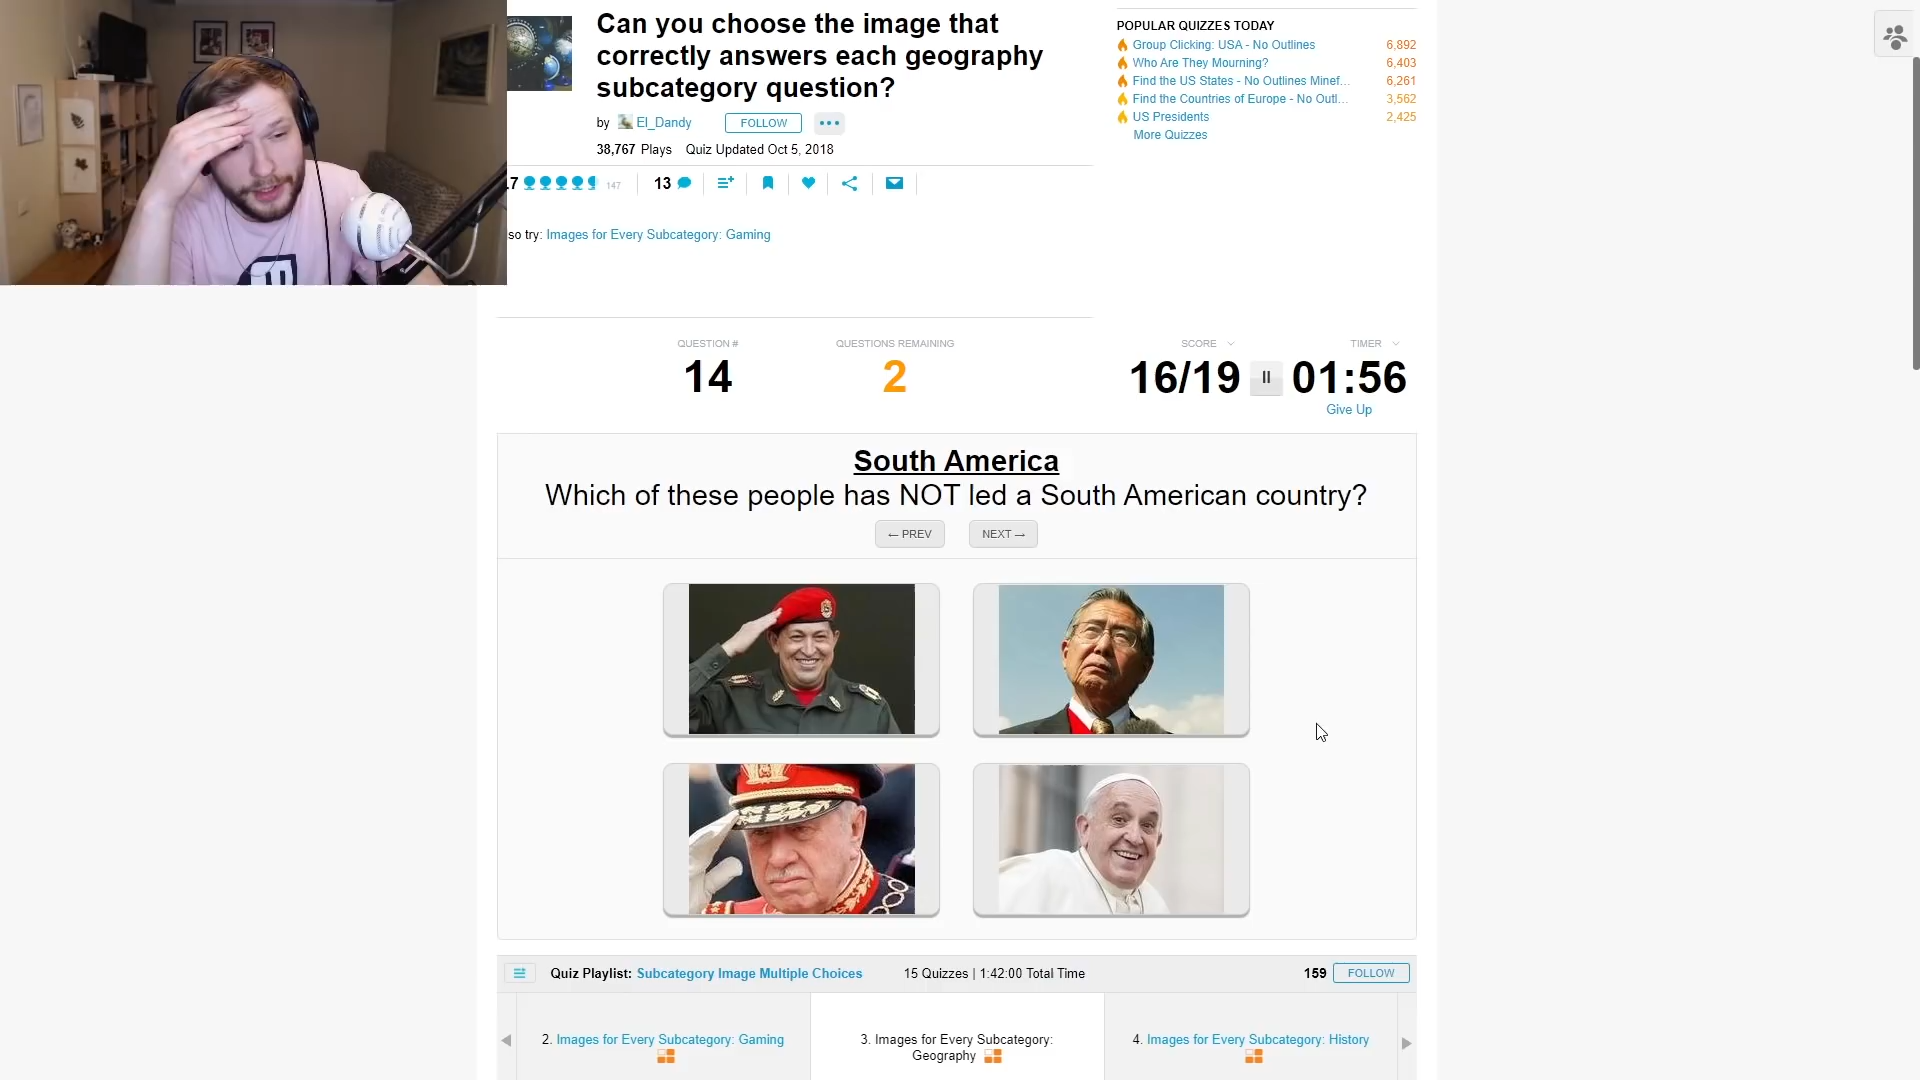 Can you choose the image that
correctly answers each geography
subcategory question?
by El_Dandy FOLLOW
38,767 Plays Quiz Updated Oct 5, 2018
.7 147 13
so try: Images for Every Subcategory: Gaming
POPULAR QUIZZES TODAY
Group Clicking: USA - No Outlines 6,892
Who Are They Mourning? 6,403
Find the US States - No Outlines Minef... 6,261
Find the Countries of Europe - No Outl... 3,562
US Presidents 2,425
More Quizzes
QUESTION # QUESTIONS REMAINING SCORE TIMER
14 2 16/19 01:56
Give Up
South America
Which of these people has NOT led a South American country?
← PREV NEXT →
Quiz Playlist: Subcategory Image Multiple Choices 15 Quizzes | 1:42:00 Total Time 159 FOLLOW
2. Images for Every Subcategory: Gaming
3. Images for Every Subcategory:
Geography
4. Images for Every Subcategory: History